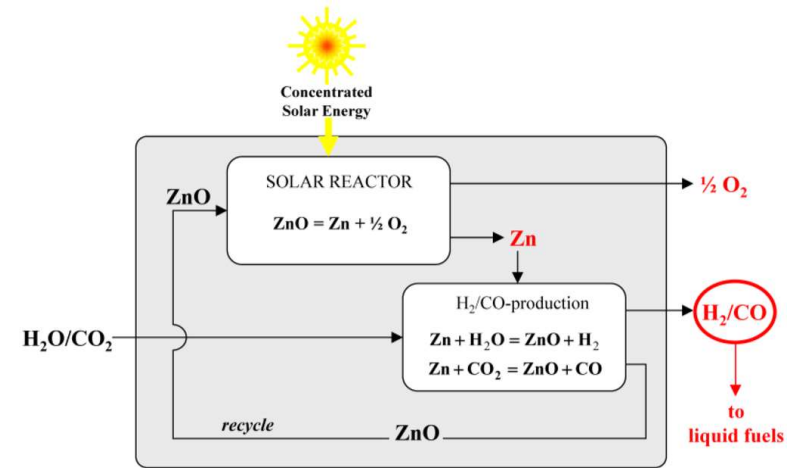 Concentrated
Solar Energy
SOLAR REACTOR
ZnO = Zn + ½ O₂
½ O₂
ZnO
Zn
H₂/CO-production
Zn + H₂O = ZnO + H₂
Zn + CO₂ = ZnO + CO
H₂/CO
H₂O/CO₂
to
liquid fuels
recycle
ZnO